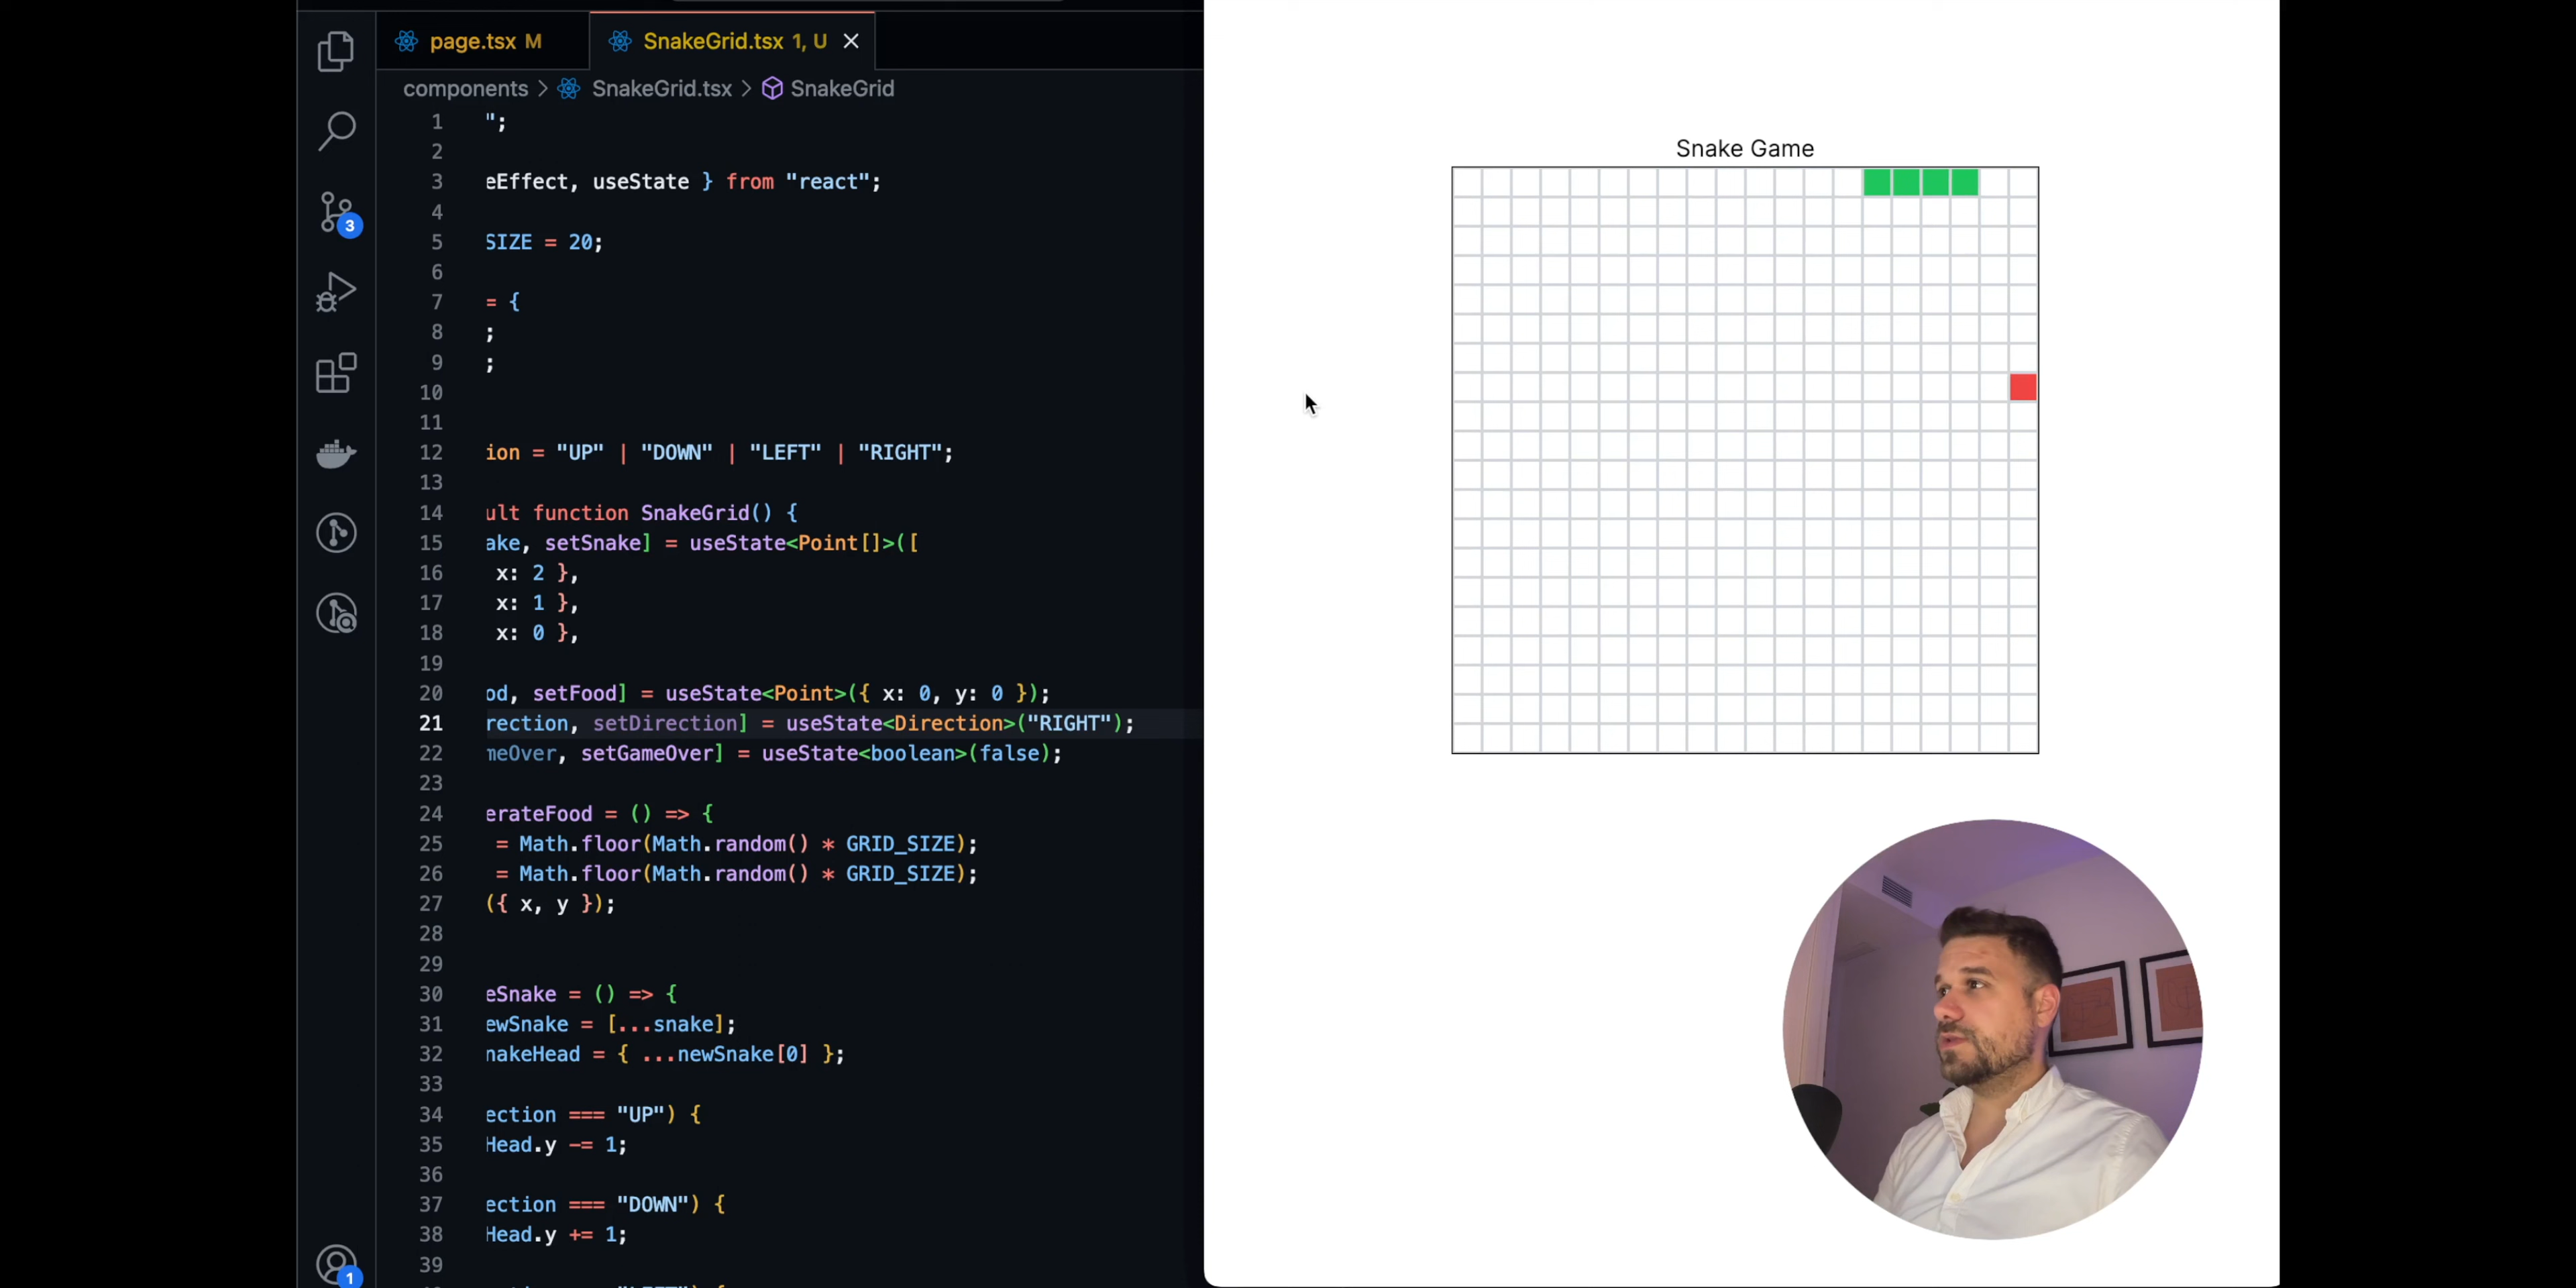 page.tsx M
SnakeGrid.tsx 1, U
components > SnakeGrid.tsx > SnakeGrid
1 ";
2
3 eEffect, useState } from "react";
4
5 SIZE = 20;
6
7 = {
8 ;
9 ;
10
11
12 ion = "UP" | "DOWN" | "LEFT" | "RIGHT";
13
14 ult function SnakeGrid() {
15 ake, setSnake] = useState<Point[]>([
16 x: 2 },
17 x: 1 },
18 x: 0 },
19
20 od, setFood] = useState<Point>({ x: 0, y: 0 });
21 rection, setDirection] = useState<Direction>("RIGHT");
22 meOver, setGameOver] = useState<boolean>(false);
23
24 erateFood = () => {
25 = Math.floor(Math.random() * GRID_SIZE);
26 = Math.floor(Math.random() * GRID_SIZE);
27 ({ x, y });
28
29
30 eSnake = () => {
31 ewSnake = [...snake];
32 nakeHead = { ...newSnake[0] };
33
34 ection === "UP") {
35 Head.y -= 1;
36
37 ection === "DOWN") {
38 Head.y += 1;
39
3
1
Snake Game